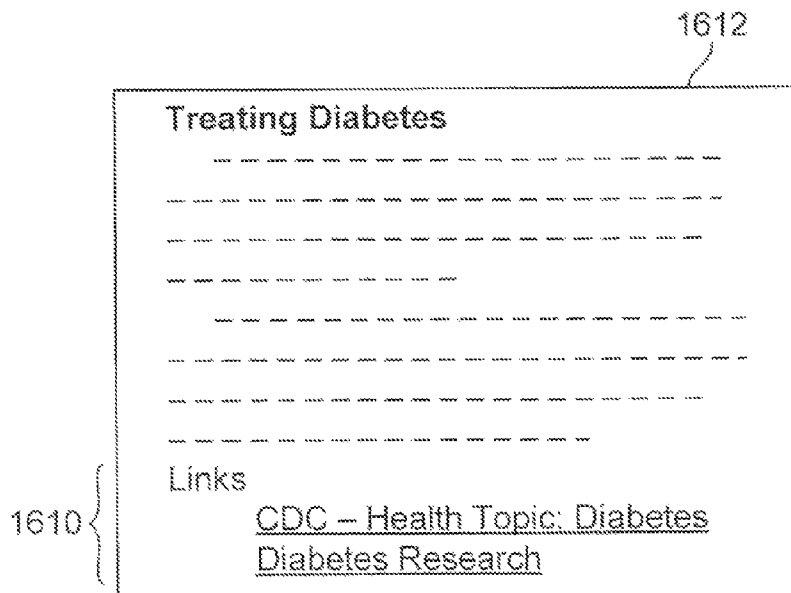 1612
Treating Diabetes
Links
1610
CDC – Health Topic: Diabetes
Diabetes Research